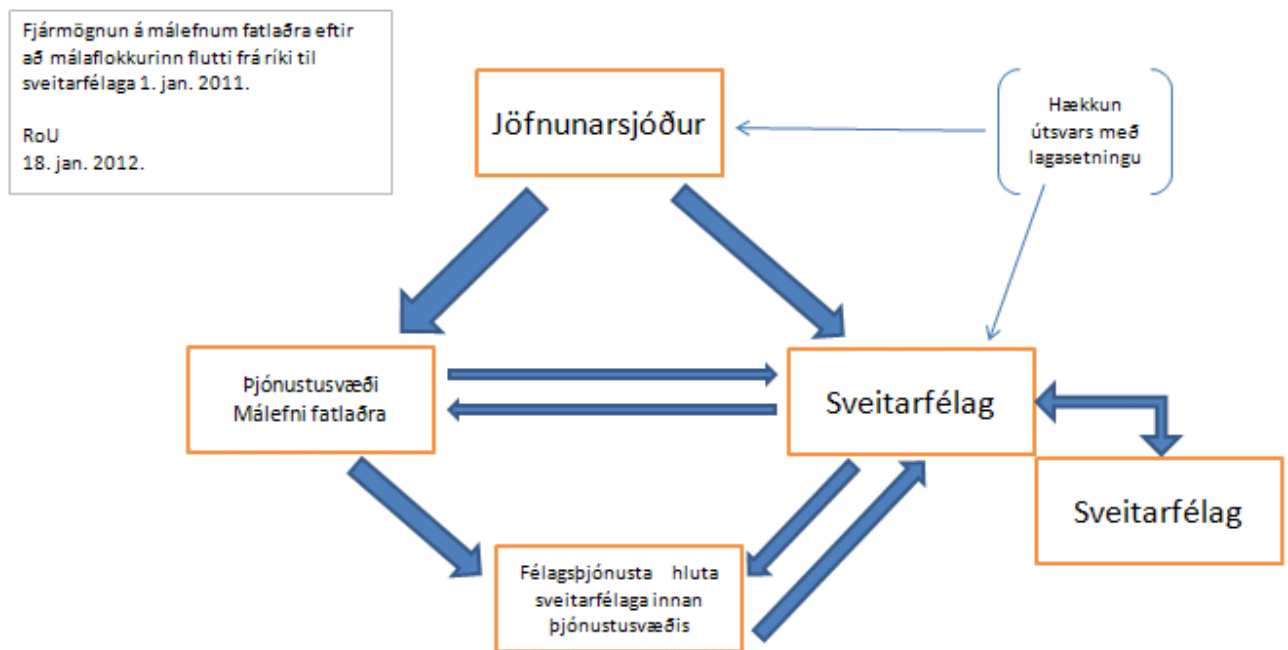 Fjármögnun á málefnum fatlaðra eftir
að málaflokkurinn flutti frá ríki til
sveitarfélaga 1. jan. 2011.
RoU
18. jan. 2012.
Jöfnunarsjóður
Hækkun
útsvars með
lagasetningu
Þjónustusvæði
Málefni fatlaðra
Sveitarfélag
Sveitarfélag
Félagsþjónusta hluta
sveitarfélaga innan
þjónustusvæðis